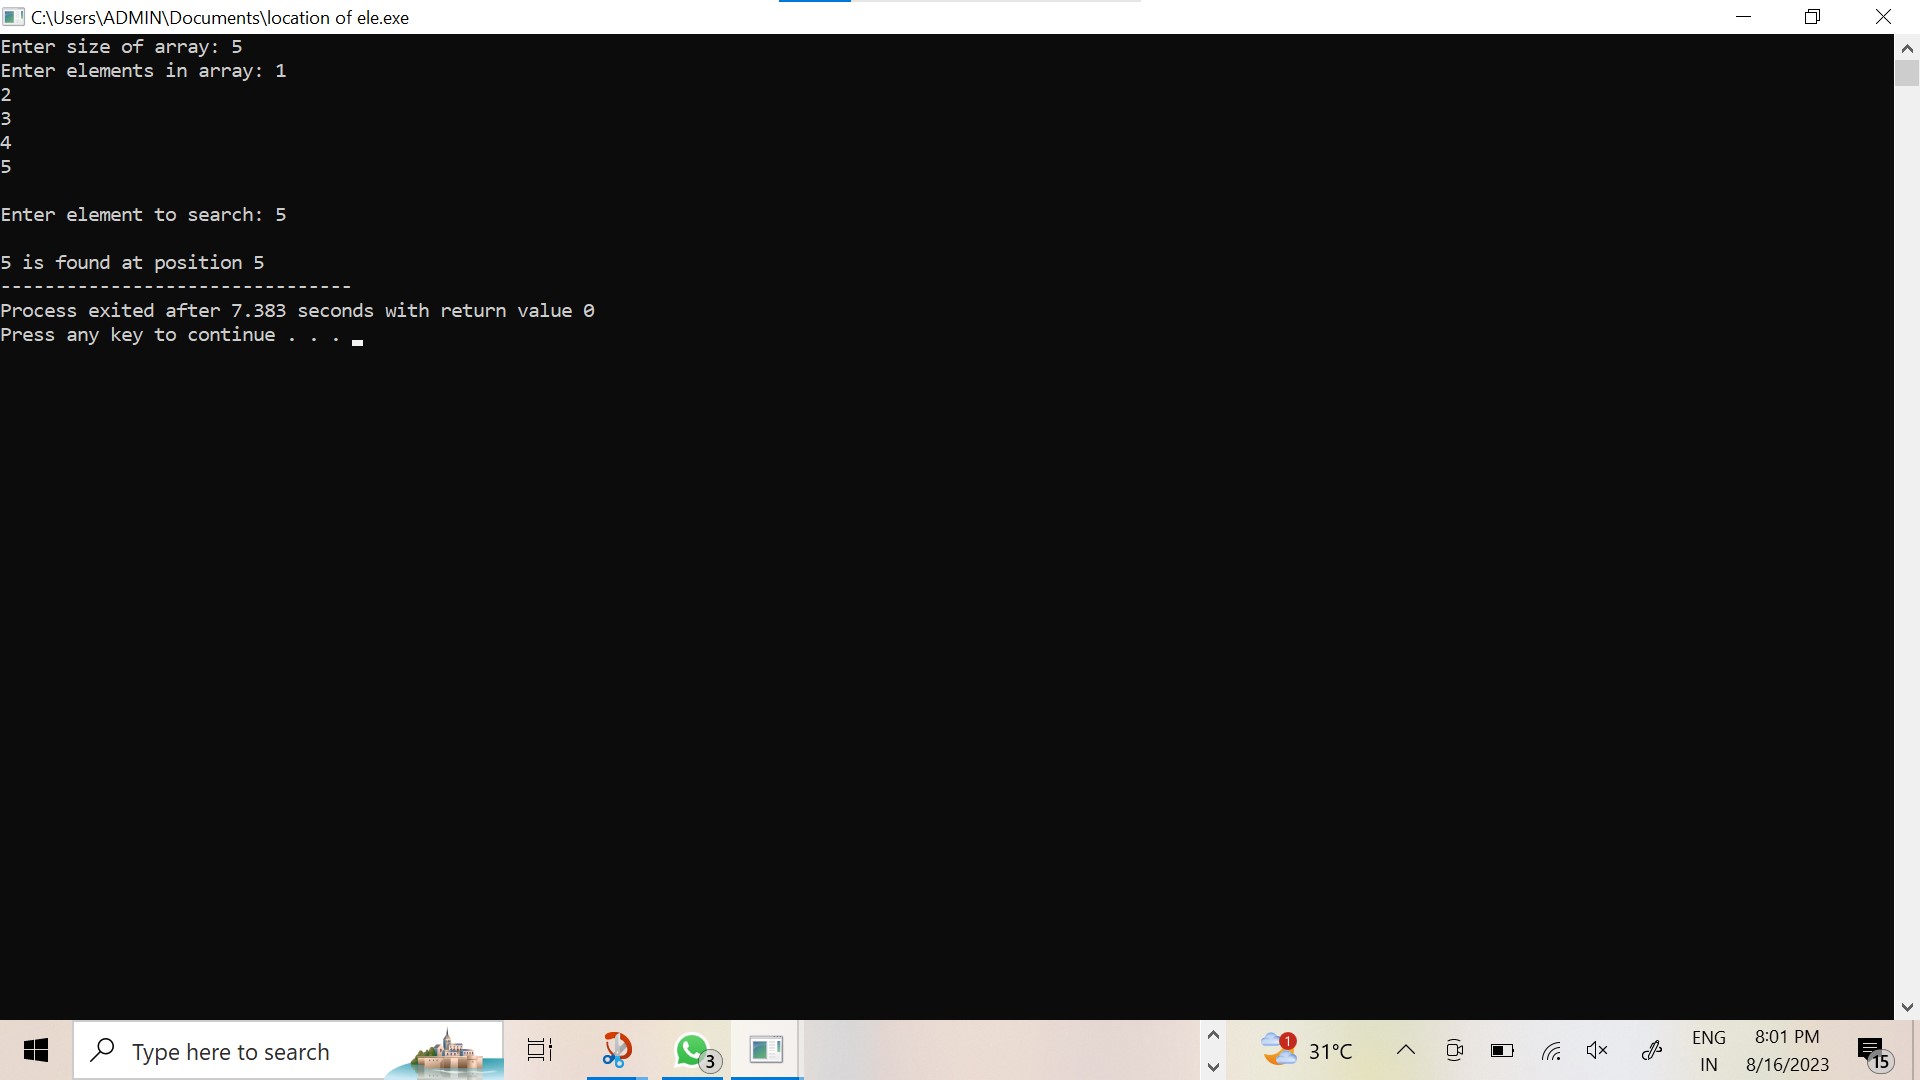 C:\Users\ADMIN\Documents\location of ele.exe
Enter size of array: 5
Enter elements in array: 1
2
3
4
5
Enter element to search: 5
5 is found at position 5
--------------------------------
Process exited after 7.383 seconds with return value 0
Press any key to continue . . .
Type here to search
3
1
31°C
ENG
IN
8:01 PM
8/16/2023
15